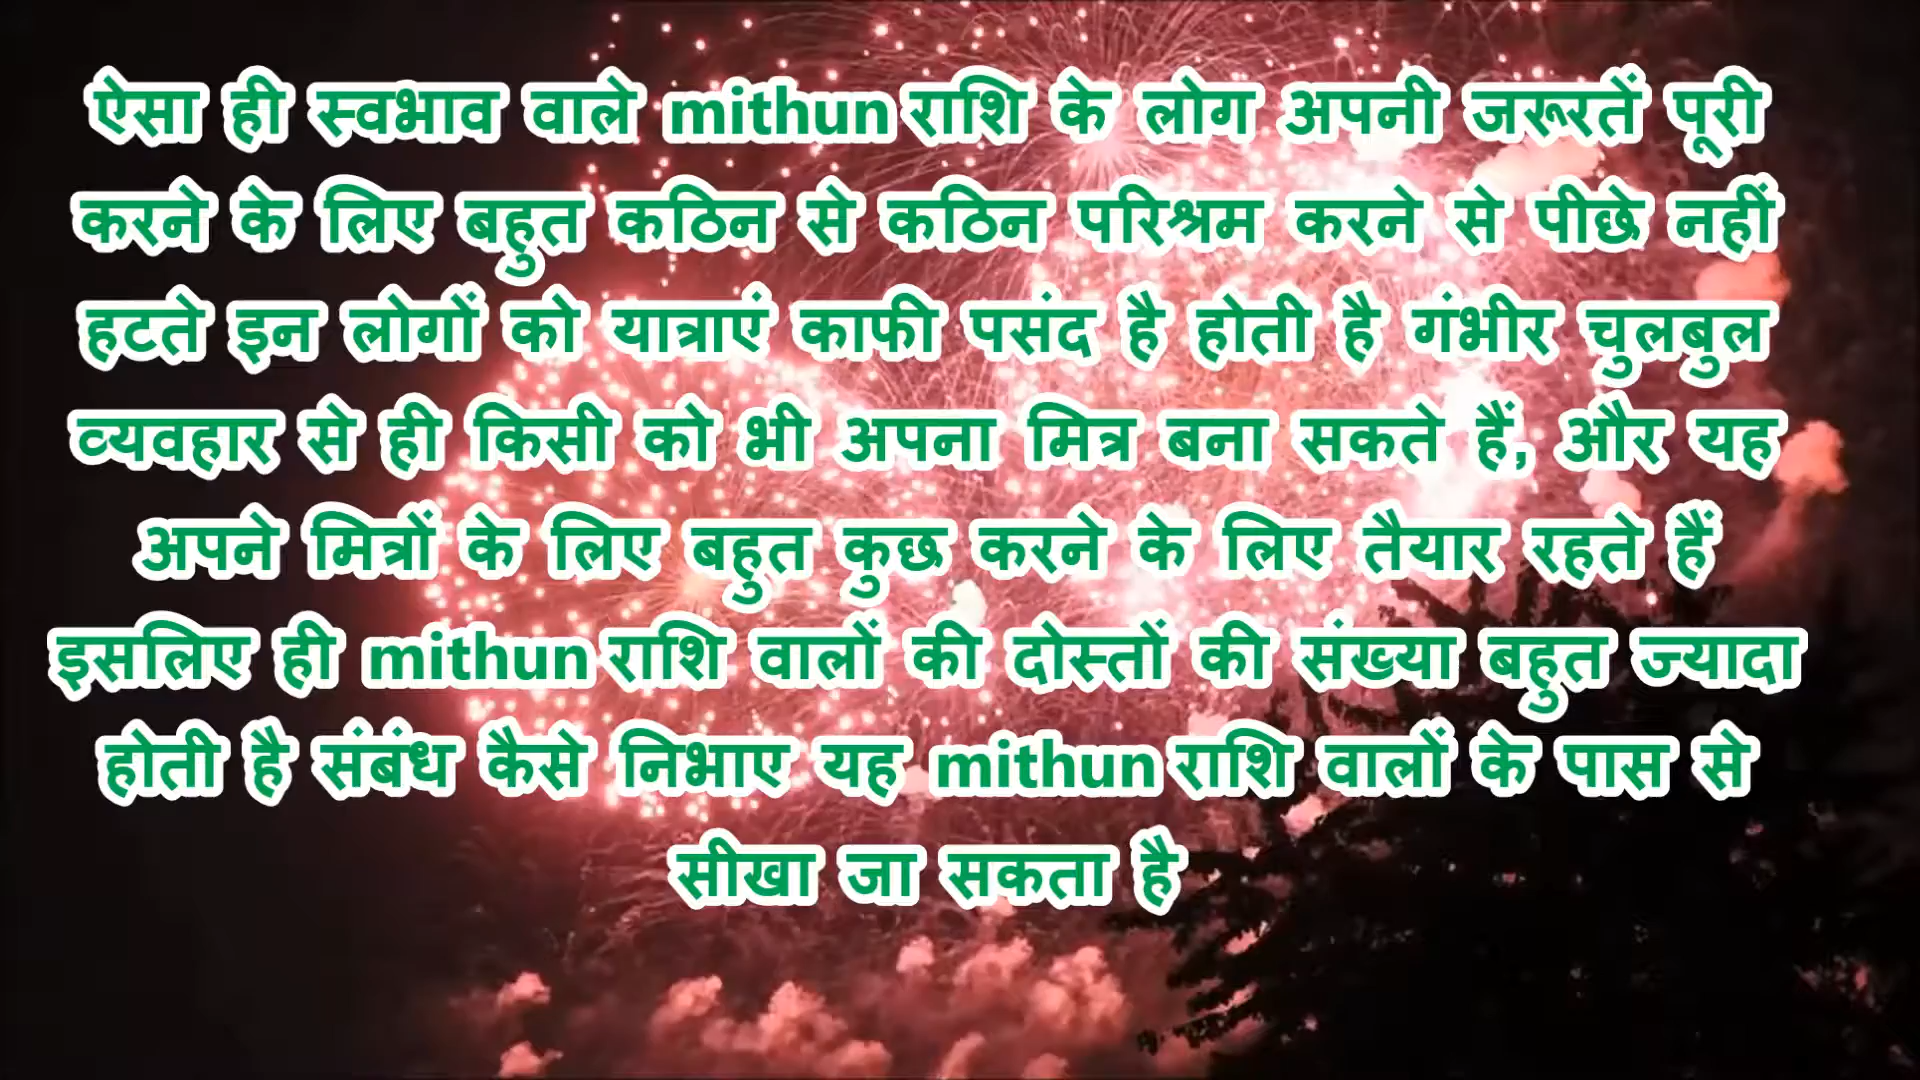 ऐसा ही स्वभाव वाले mithun राशि के लोग अपनी जरूरतें पूरी
करने के लिए बहुत कठिन से कठिन परिश्रम करने से पीछे नहीं
हटते इन लोगों को यात्राएं काफी पसंद है होती है गंभीर चुलबुल
व्यवहार से ही किसी को भी अपना मित्र बना सकते हैं, और यह
अपने मित्रों के लिए बहुत कुछ करने के लिए तैयार रहते हैं
इसलिए ही mithun राशि वालों की दोस्तों की संख्या बहुत ज्यादा
होती है संबंध कैसे निभाए यह mithun राशि वालों के पास से
सीखा जा सकता है